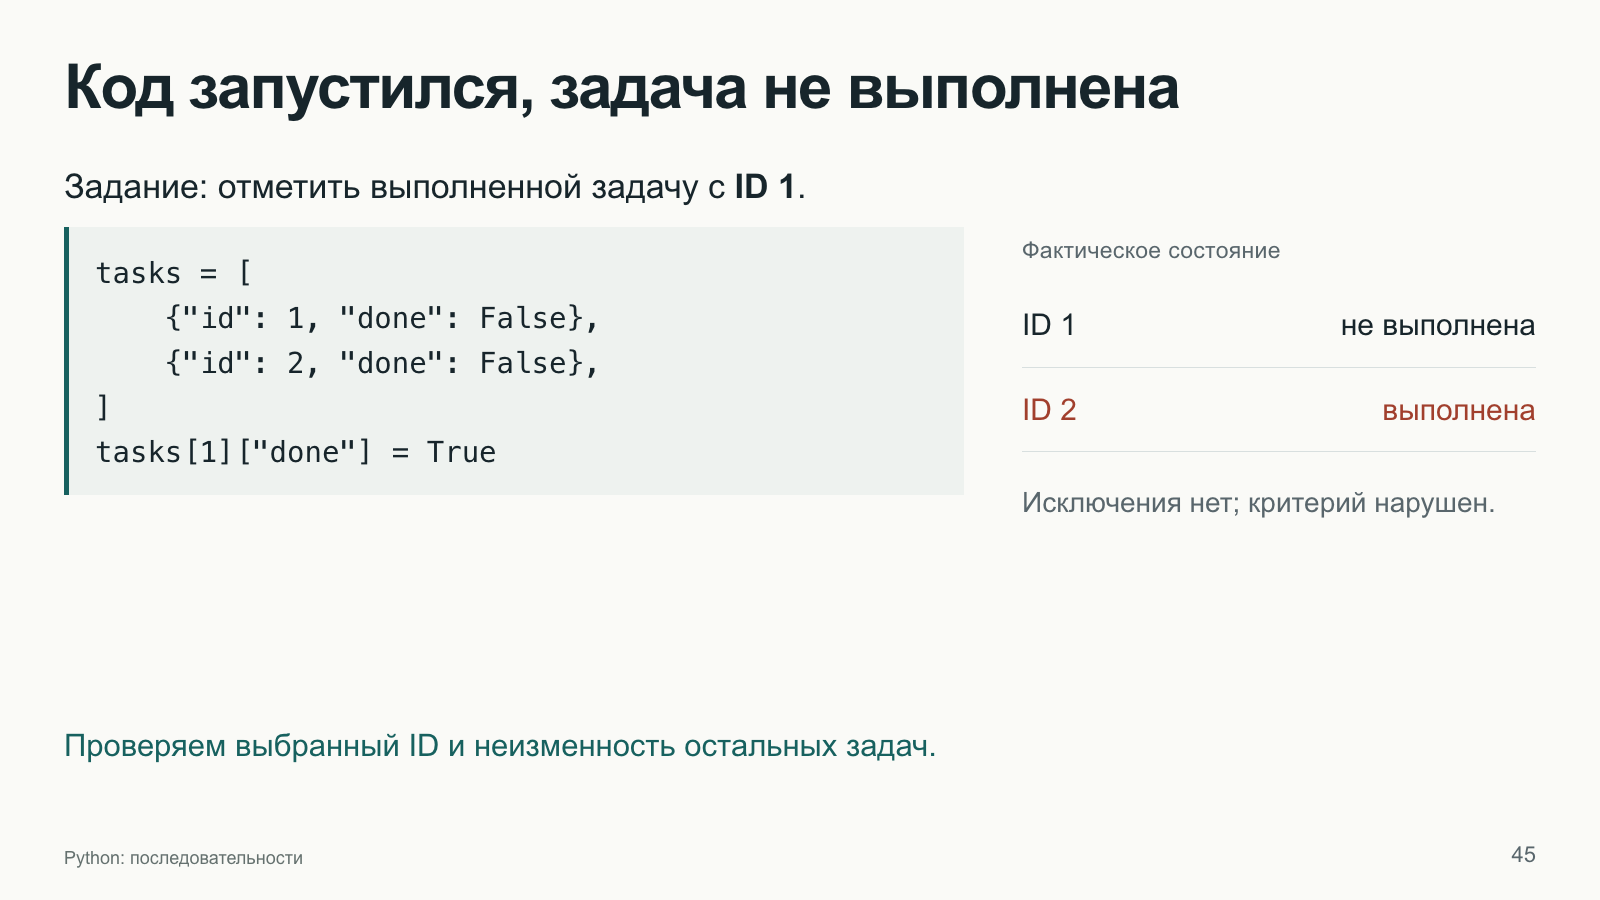 Код запустился, задача не выполнена
Задание: отметить выполненной задачу с ID 1.
tasks = [
    {"id": 1, "done": False},
    {"id": 2, "done": False},
]
tasks[1]["done"] = True
Фактическое состояние
ID 1 не выполнена
ID 2 выполнена
Исключения нет; критерий нарушен.
Проверяем выбранный ID и неизменность остальных задач.
Python: последовательности
45